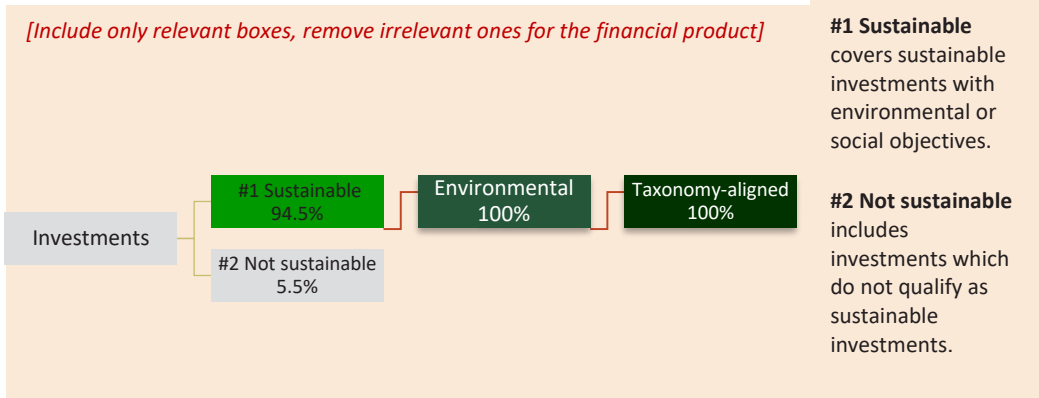 [Include only relevant boxes, remove irrelevant ones for the financial product]
Investments
#1 Sustainable
94.5%
#2 Not sustainable
5.5%
Environmental
100%
Taxonomy-aligned
100%
#1 Sustainable
covers sustainable
investments with
environmental or
social objectives.
#2 Not sustainable
includes
investments which
do not qualify as
sustainable
investments.